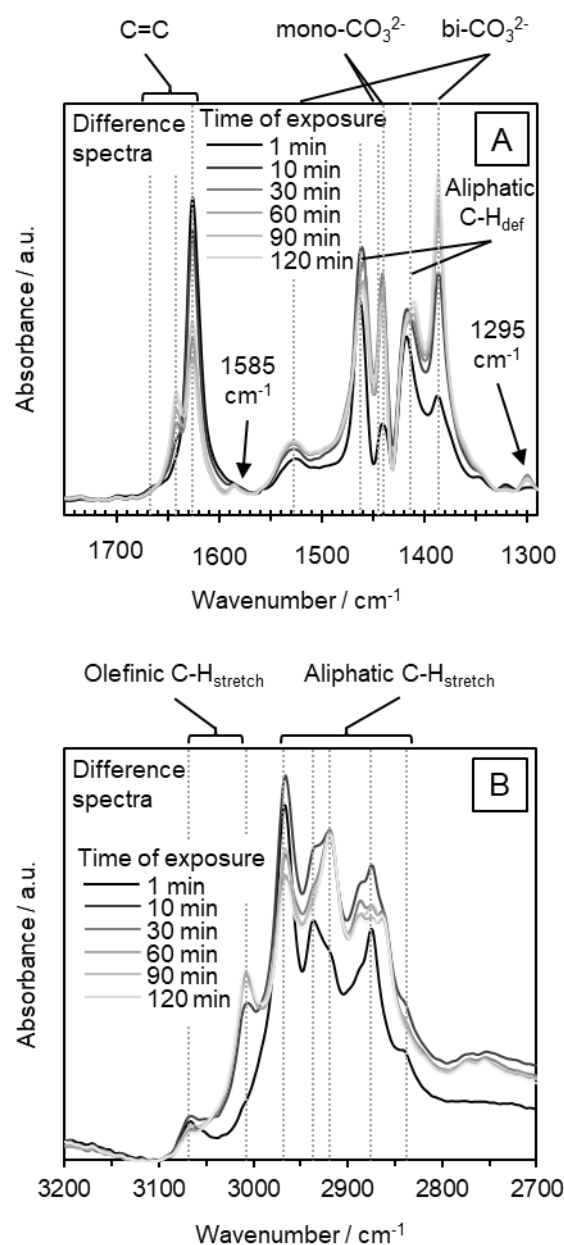 C=C mono-CO₃²⁻ bi-CO₃²⁻
Difference spectra
Time of exposure
1 min
10 min
30 min
60 min
90 min
120 min
A
Aliphatic
C-H_def
1585
cm⁻¹
1295
cm⁻¹
Absorbance / a.u.
1700 1600 1500 1400 1300
Wavenumber / cm⁻¹
Olefinic C-H_stretch Aliphatic C-H_stretch
Difference
spectra
B
Time of exposure
1 min
10 min
30 min
60 min
90 min
120 min
Absorbance / a.u.
3200 3100 3000 2900 2800 2700
Wavenumber / cm⁻¹